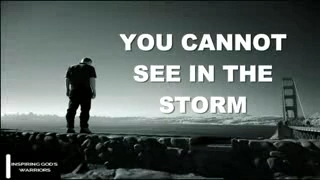 YOU CANNOT
SEE IN THE
STORM
INSPIRING GOD'S
WARRIORS